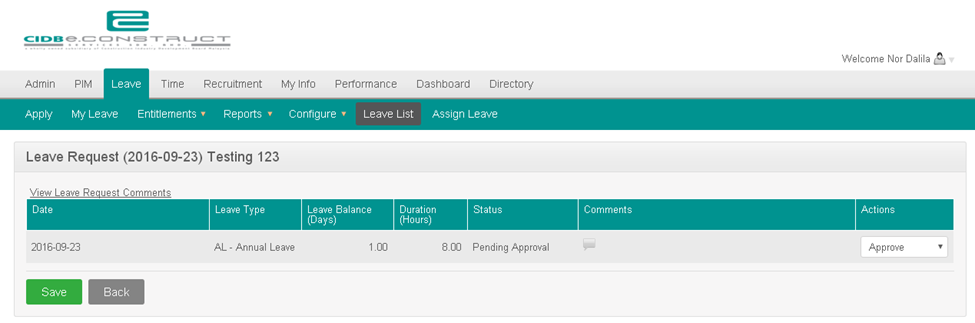 CIDB e.CONSTRUCT
SERVICES SDN. BHD.
Welcome Nor Dalila
Admin PIM Leave Time Recruitment My Info Performance Dashboard Directory
Apply My Leave Entitlements Reports Configure Leave List Assign Leave
Leave Request (2016-09-23) Testing 123
View Leave Request Comments
Date Leave Type Leave Balance Duration Status Comments Actions
(Days) (Hours)
2016-09-23 AL - Annual Leave 1.00 8.00 Pending Approval Approve
Save Back